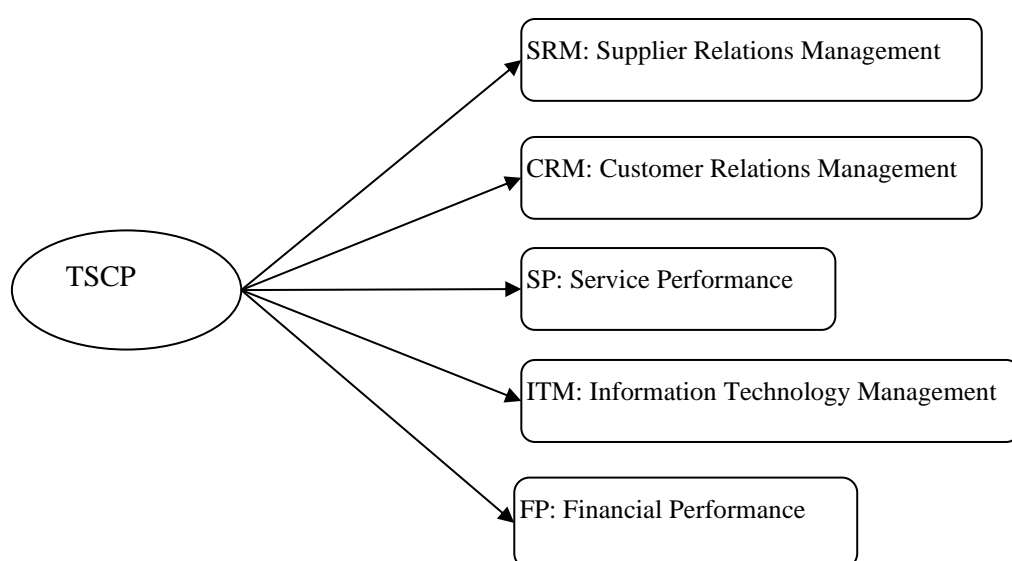 SRM: Supplier Relations Management
CRM: Customer Relations Management
TSCP
SP: Service Performance
ITM: Information Technology Management
FP: Financial Performance